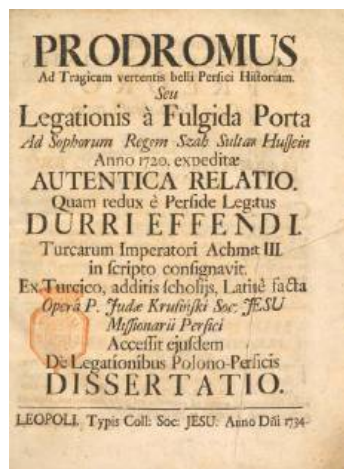 PRODROMUS
Ad Tragicam vertentis belli Persici Historiam.
Seu
Legationis à Fulgida Porta
Ad Sophorum Regem Szah Sultan Hussein
Anno 1720. expeditæ
AUTENTICA RELATIO.
Quam redux è Perside Legatus
DURRI EFFENDI.
Turcarum Imperatori Achmet III.
in scripto consignavit.
Ex Turcico, additis scholijs, Latinè facta
Operâ P. Judæ Krusiński Soc: JESU
Missionarii Persici
Accessit ejusdem
De Legationibus Polono-Persicis
DISSERTATIO.
LEOPOLI. Typis Coll: Soc: JESU. Anno Dñi 1734